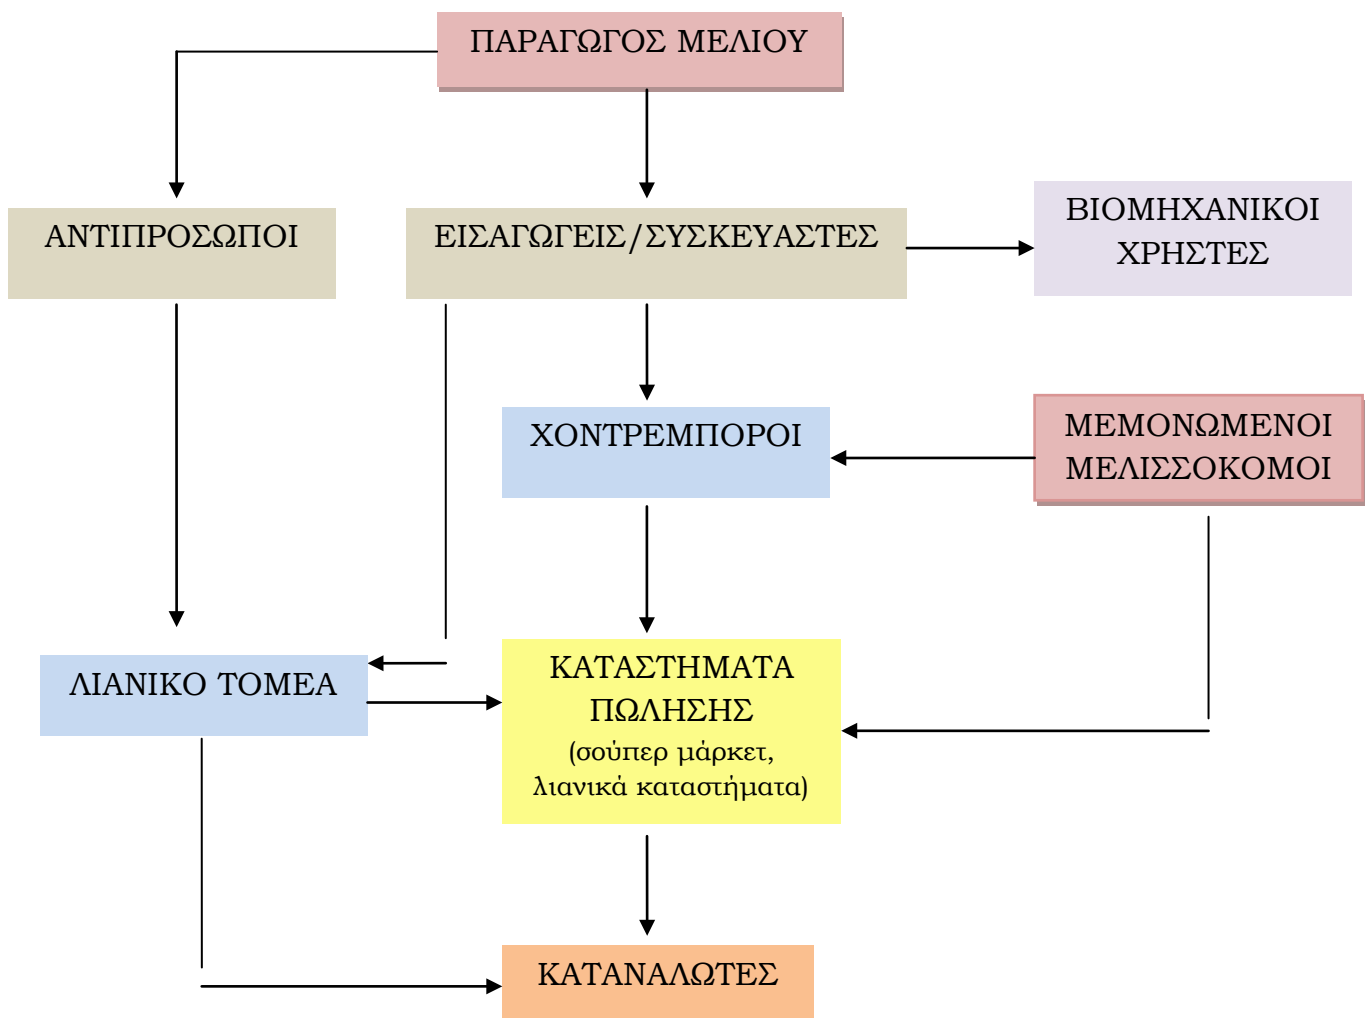 ΠΑΡΑΓΩΓΟΣ ΜΕΛΙΟΥ
ΑΝΤΙΠΡΟΣΩΠΟΙ
ΕΙΣΑΓΩΓΕΙΣ/ΣΥΣΚΕΥΑΣΤΕΣ
ΒΙΟΜΗΧΑΝΙΚΟΙ
ΧΡΗΣΤΕΣ
ΧΟΝΤΡΕΜΠΟΡΟΙ
ΜΕΜΟΝΩΜΕΝΟΙ
ΜΕΛΙΣΣΟΚΟΜΟΙ
ΛΙΑΝΙΚΟ ΤΟΜΕΑ
ΚΑΤΑΣΤΗΜΑΤΑ
ΠΩΛΗΣΗΣ
(σούπερ μάρκετ,
λιανικά καταστήματα)
ΚΑΤΑΝΑΛΩΤΕΣ